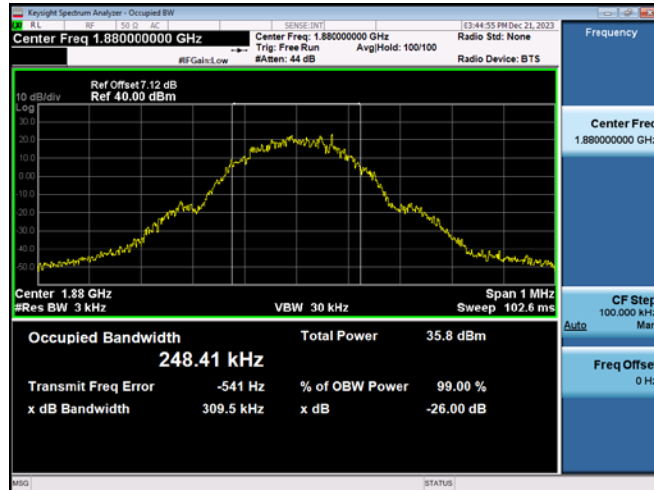 Keysight Spectrum Analyzer - Occupied BW
RL RF 50 Ω AC SENSE:INT 03:44:55 PM Dec 21, 2023
Center Freq 1.880000000 GHz
Center Freq: 1.880000000 GHz Radio Std: None
Trig: Free Run Avg|Hold: 100/100
#IFGain:Low #Atten: 44 dB Radio Device: BTS
Ref Offset 7.12 dB
10 dB/div Ref 40.00 dBm
Log
30.0
20.0
10.0
0.00
-10.0
-20.0
-30.0
-40.0
-50.0
Center 1.88 GHz Span 1 MHz
#Res BW 3 kHz VBW 30 kHz Sweep 102.6 ms
Occupied Bandwidth Total Power 35.8 dBm
248.41 kHz
Transmit Freq Error -541 Hz % of OBW Power 99.00 %
x dB Bandwidth 309.5 kHz x dB -26.00 dB
MSG STATUS
Frequency
Center Freq
1.880000000 GHz
CF Step
100.000 kHz
Auto Man
Freq Offset
0 Hz